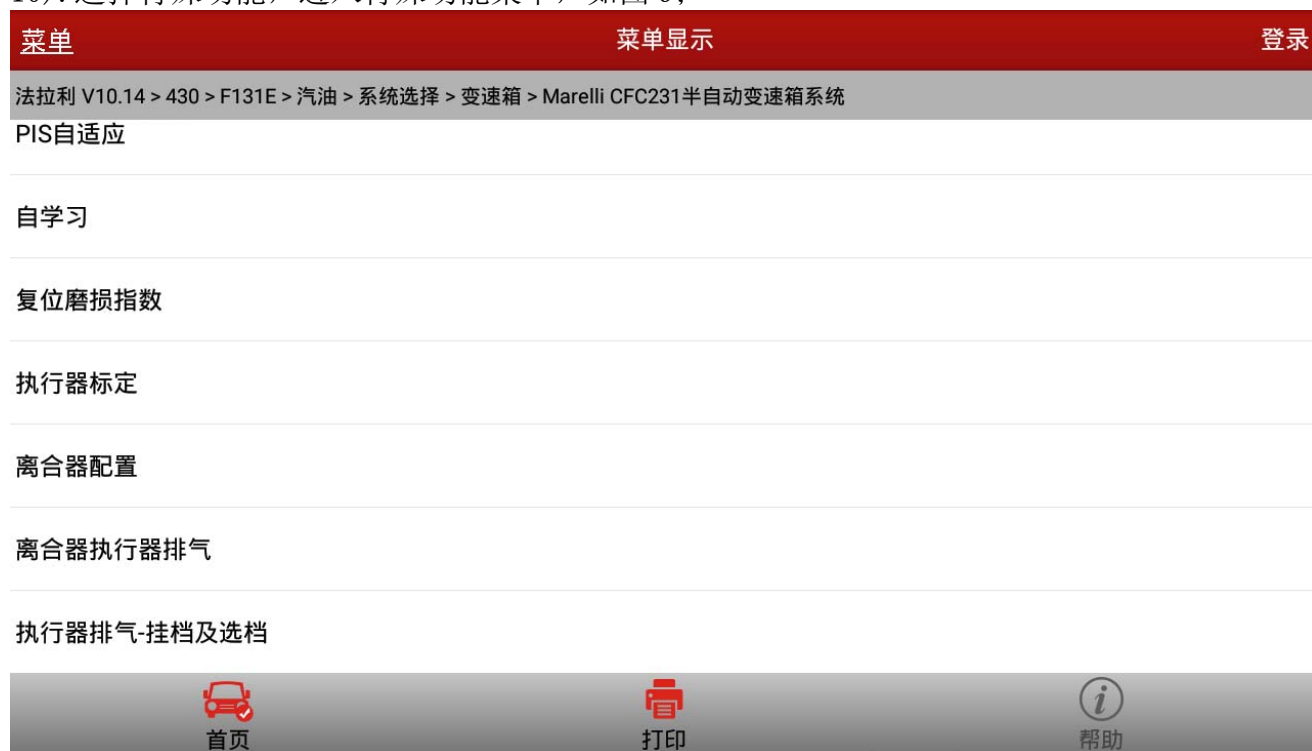 菜单 菜单显示 登录
法拉利 V10.14 > 430 > F131E > 汽油 > 系统选择 > 变速箱 > Marelli CFC231半自动变速箱系统
PIS自适应
自学习
复位磨损指数
执行器标定
离合器配置
离合器执行器排气
执行器排气-挂档及选档
首页 打印 帮助